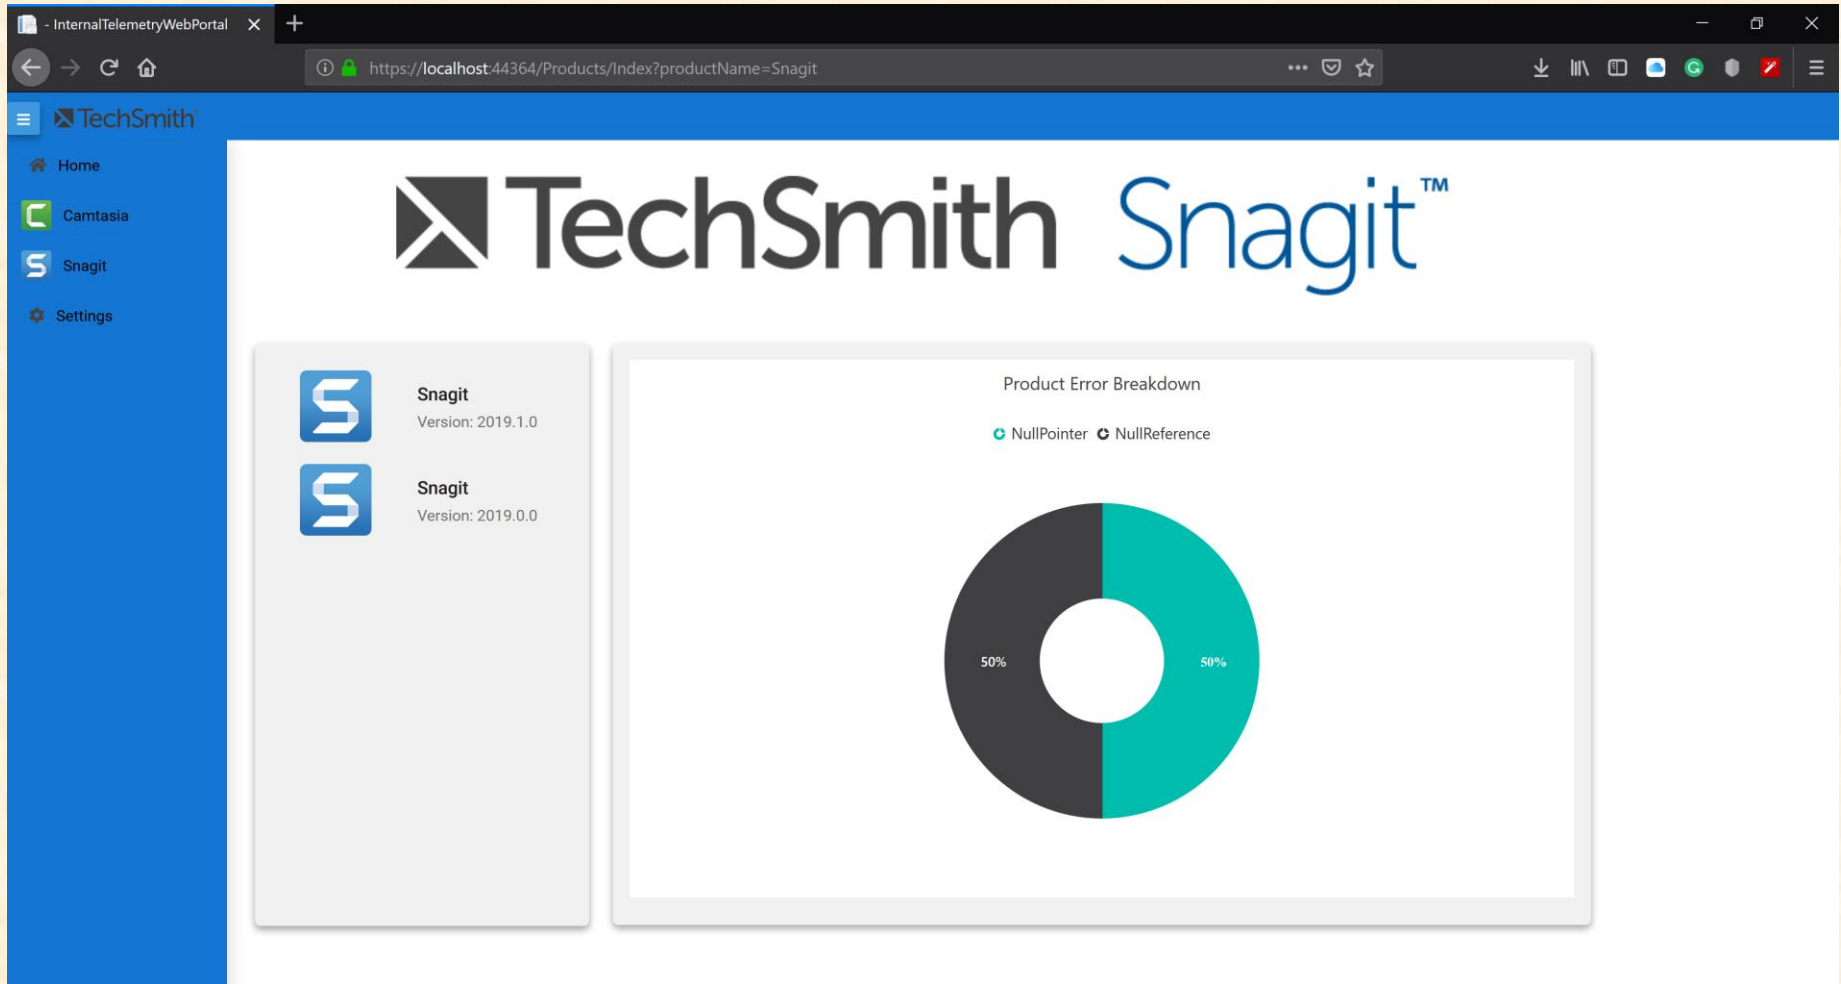 - InternalTelemetryWebPortal
https://localhost:44364/Products/Index?productName=Snagit
TechSmith
Home
Camtasia
Snagit
Settings
TechSmith Snagit™
Snagit
Version: 2019.1.0
Snagit
Version: 2019.0.0
Product Error Breakdown
NullPointer NullReference
50% 50%